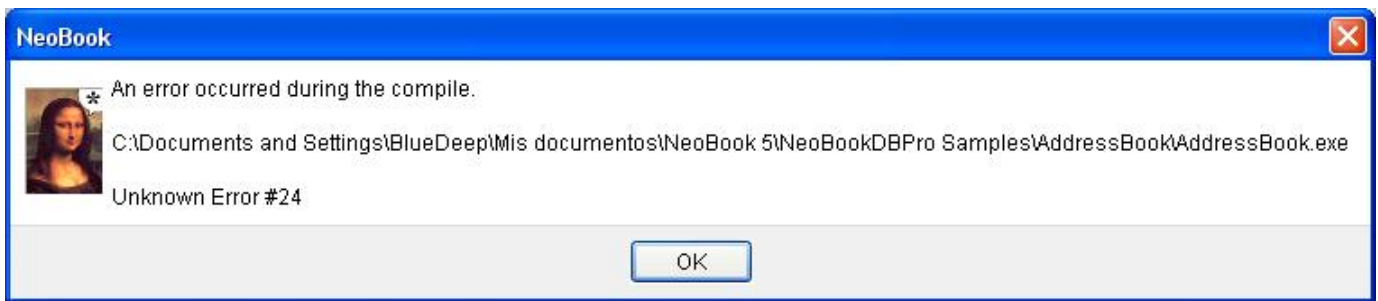 NeoBook
An error occurred during the compile.
C:\Documents and Settings\BlueDeep\Mis documentos\NeoBook 5\NeoBookDBPro Samples\AddressBook\AddressBook.exe
Unknown Error #24
OK